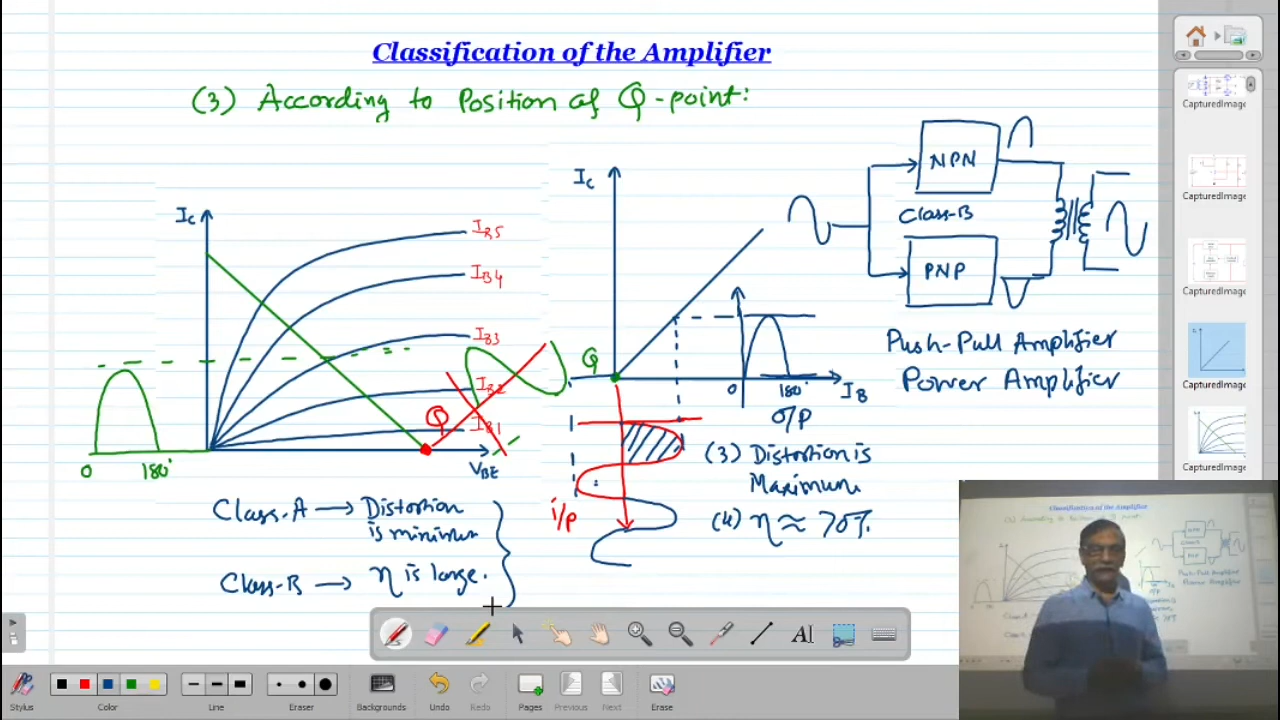 Classification of the Amplifier
(3) According to Position of Q-point:
IC
IB5
IB4
IB3
IB2
IB1
Q
VBE
0
180°
Class-A → Distortion
is minimum
Class-B → η is large.
IC
Q
0
180°
IB
O/P
i/p
(3) Distortion is
Maximum
(4) η ≈ 70%
NPN
Class-B
PNP
Push-Pull Amplifier
Power Amplifier
CapturedImage
CapturedImage
CapturedImage
CapturedImage
CapturedImage
Stylus
Color
Line
Eraser
Backgrounds
Undo
Redo
Pages
Previous
Next
Erase